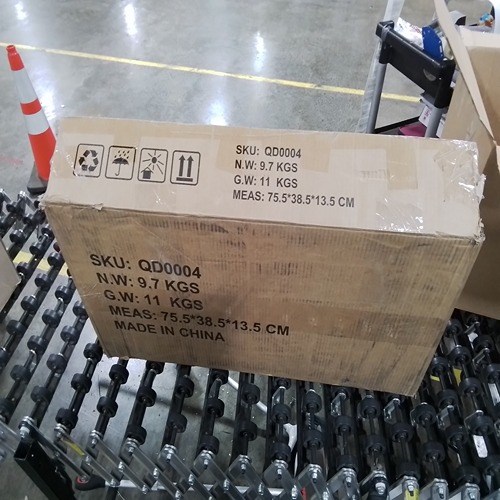 SKU: QD0004
N.W: 9.7 KGS
G.W: 11 KGS
MEAS: 75.5*38.5*13.5 CM
SKU: QD0004
N.W: 9.7 KGS
G.W: 11 KGS
MEAS: 75.5*38.5*13.5 CM
MADE IN CHINA